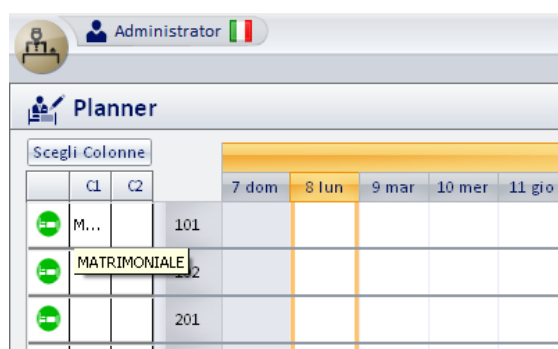 Administrator
Planner
Scegli Colonne
C1 C2 7 dom 8 lun 9 mar 10 mer 11 gio
M... 101
MATRIMONIALE
201